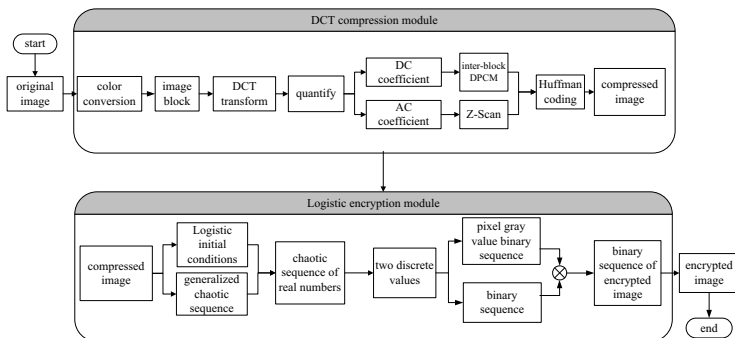 DCT compression module
start
original
image
color
conversion
image
block
DCT
transform
quantify
DC
coefficient
inter-block
DPCM
AC
coefficient
Z-Scan
Huffman
coding
compressed
image
Logistic encryption module
compressed
image
Logistic
initial
conditions
generalized
chaotic sequence
chaotic
sequence of
real numbers
two discrete
values
pixel gray
value binary
sequence
binary
sequence
binary
sequence of
encrypted
image
encrypted
image
end